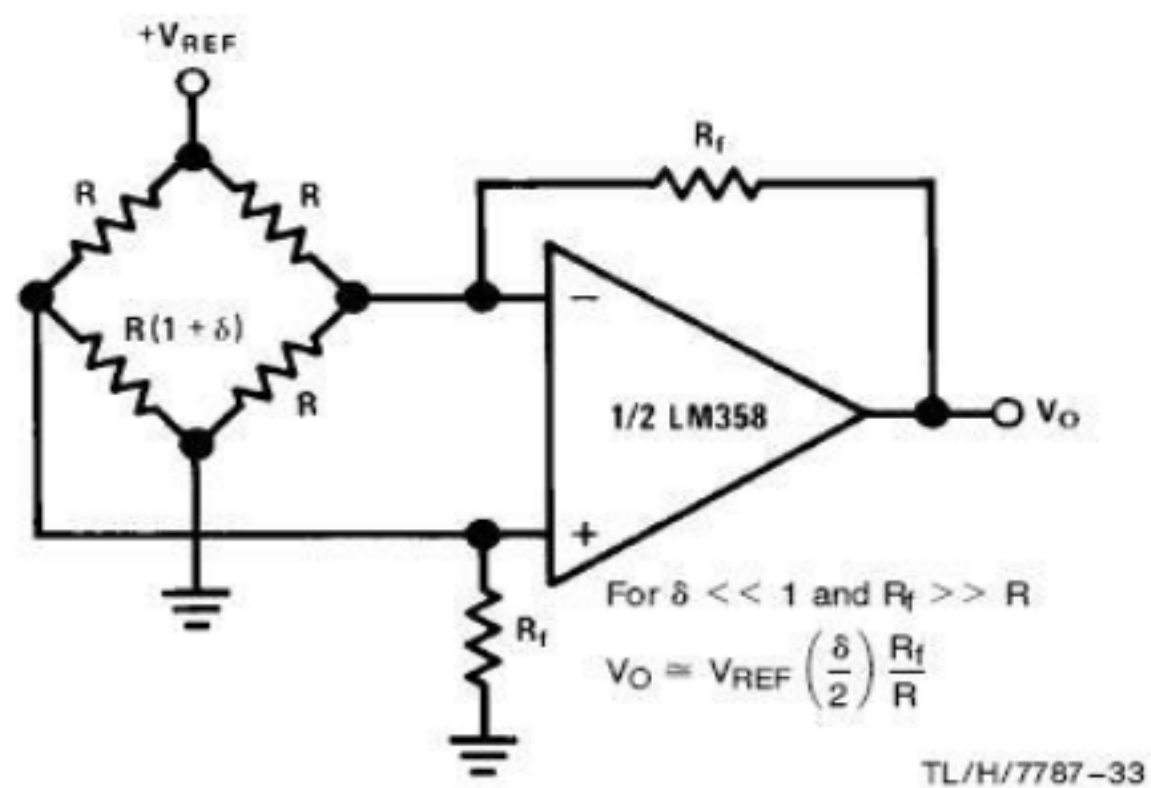 +VREF
Rf
R
R
R(1 + δ)
R
−
1/2 LM358
VO
+
Rf
For δ << 1 and Rf >> R
VO ≃ VREF (δ/2) Rf/R
TL/H/7787–33